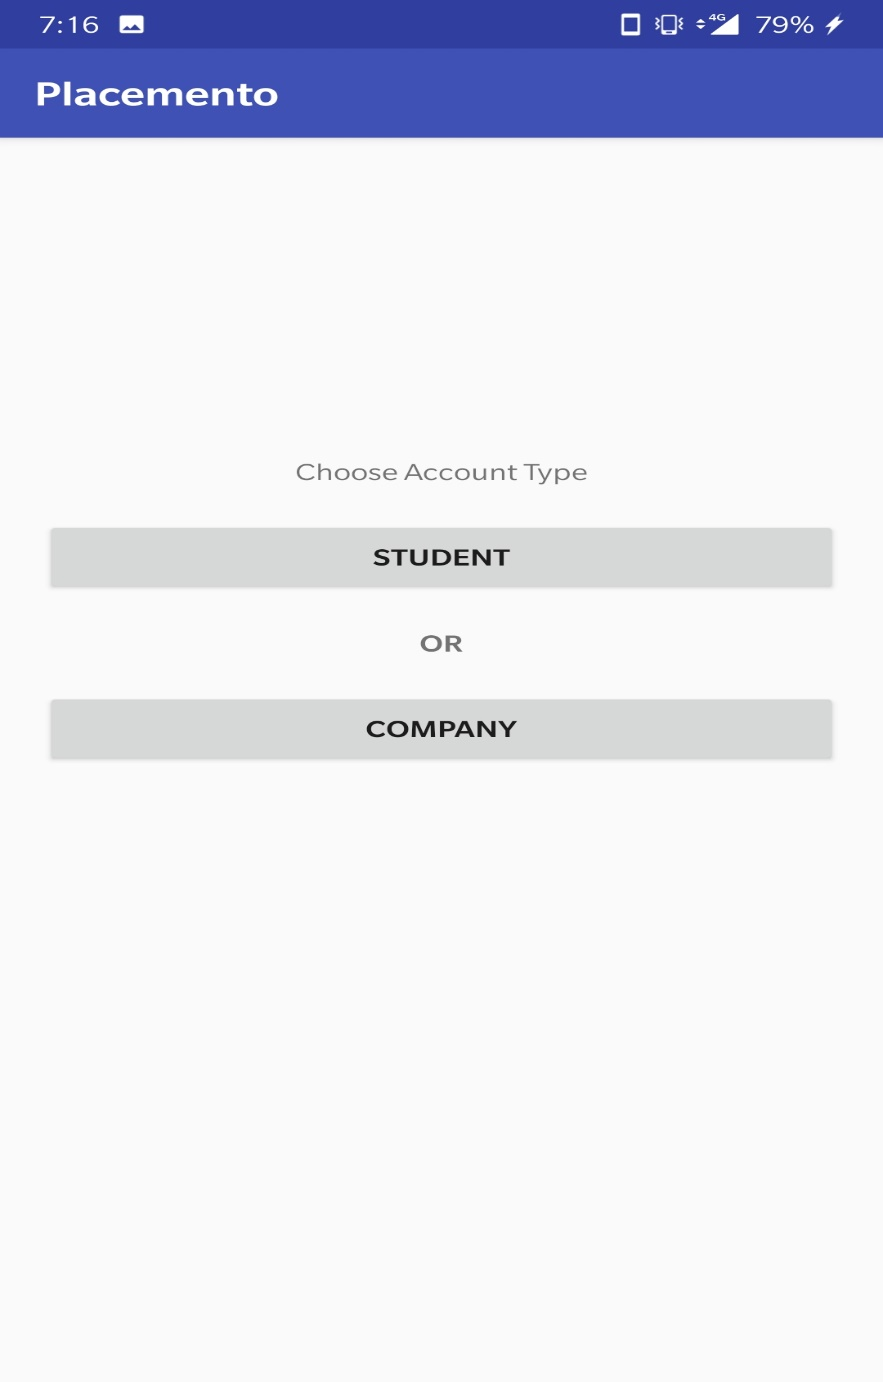 7:16 4G 79%
Placemento
Choose Account Type
STUDENT
OR
COMPANY